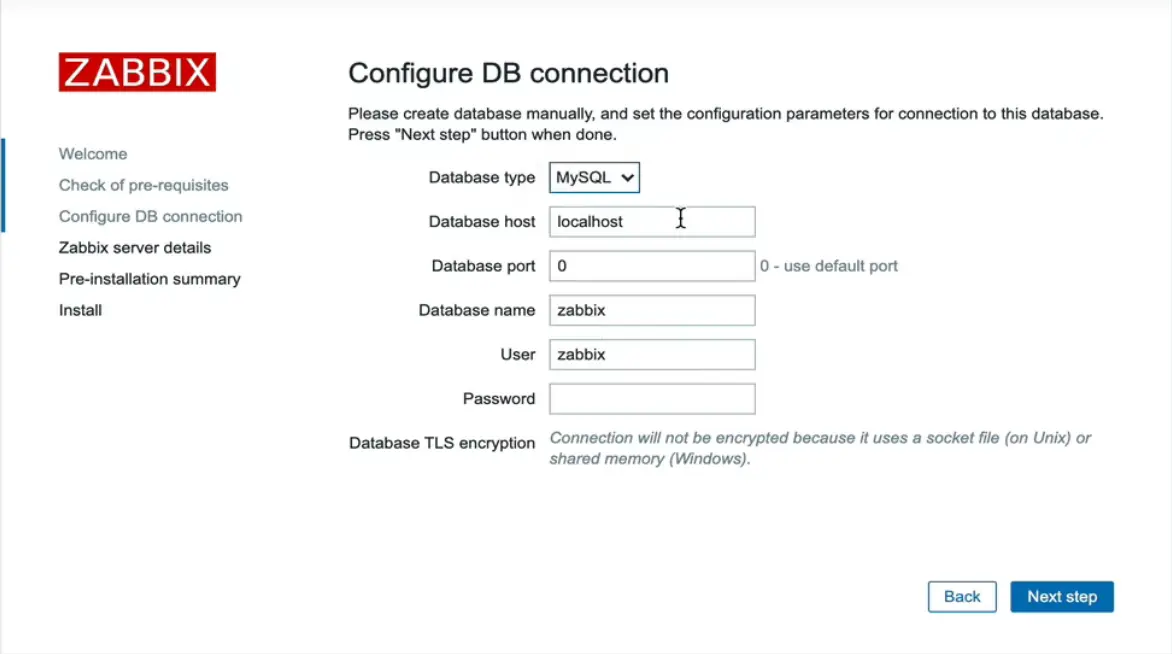 ZABBIX
Welcome
Check of pre-requisites
Configure DB connection
Zabbix server details
Pre-installation summary
Install
Configure DB connection
Please create database manually, and set the configuration parameters for connection to this database.
Press "Next step" button when done.
Database type MySQL
Database host localhost
Database port 0 0 - use default port
Database name zabbix
User zabbix
Password
Database TLS encryption Connection will not be encrypted because it uses a socket file (on Unix) or
shared memory (Windows).
Back Next step